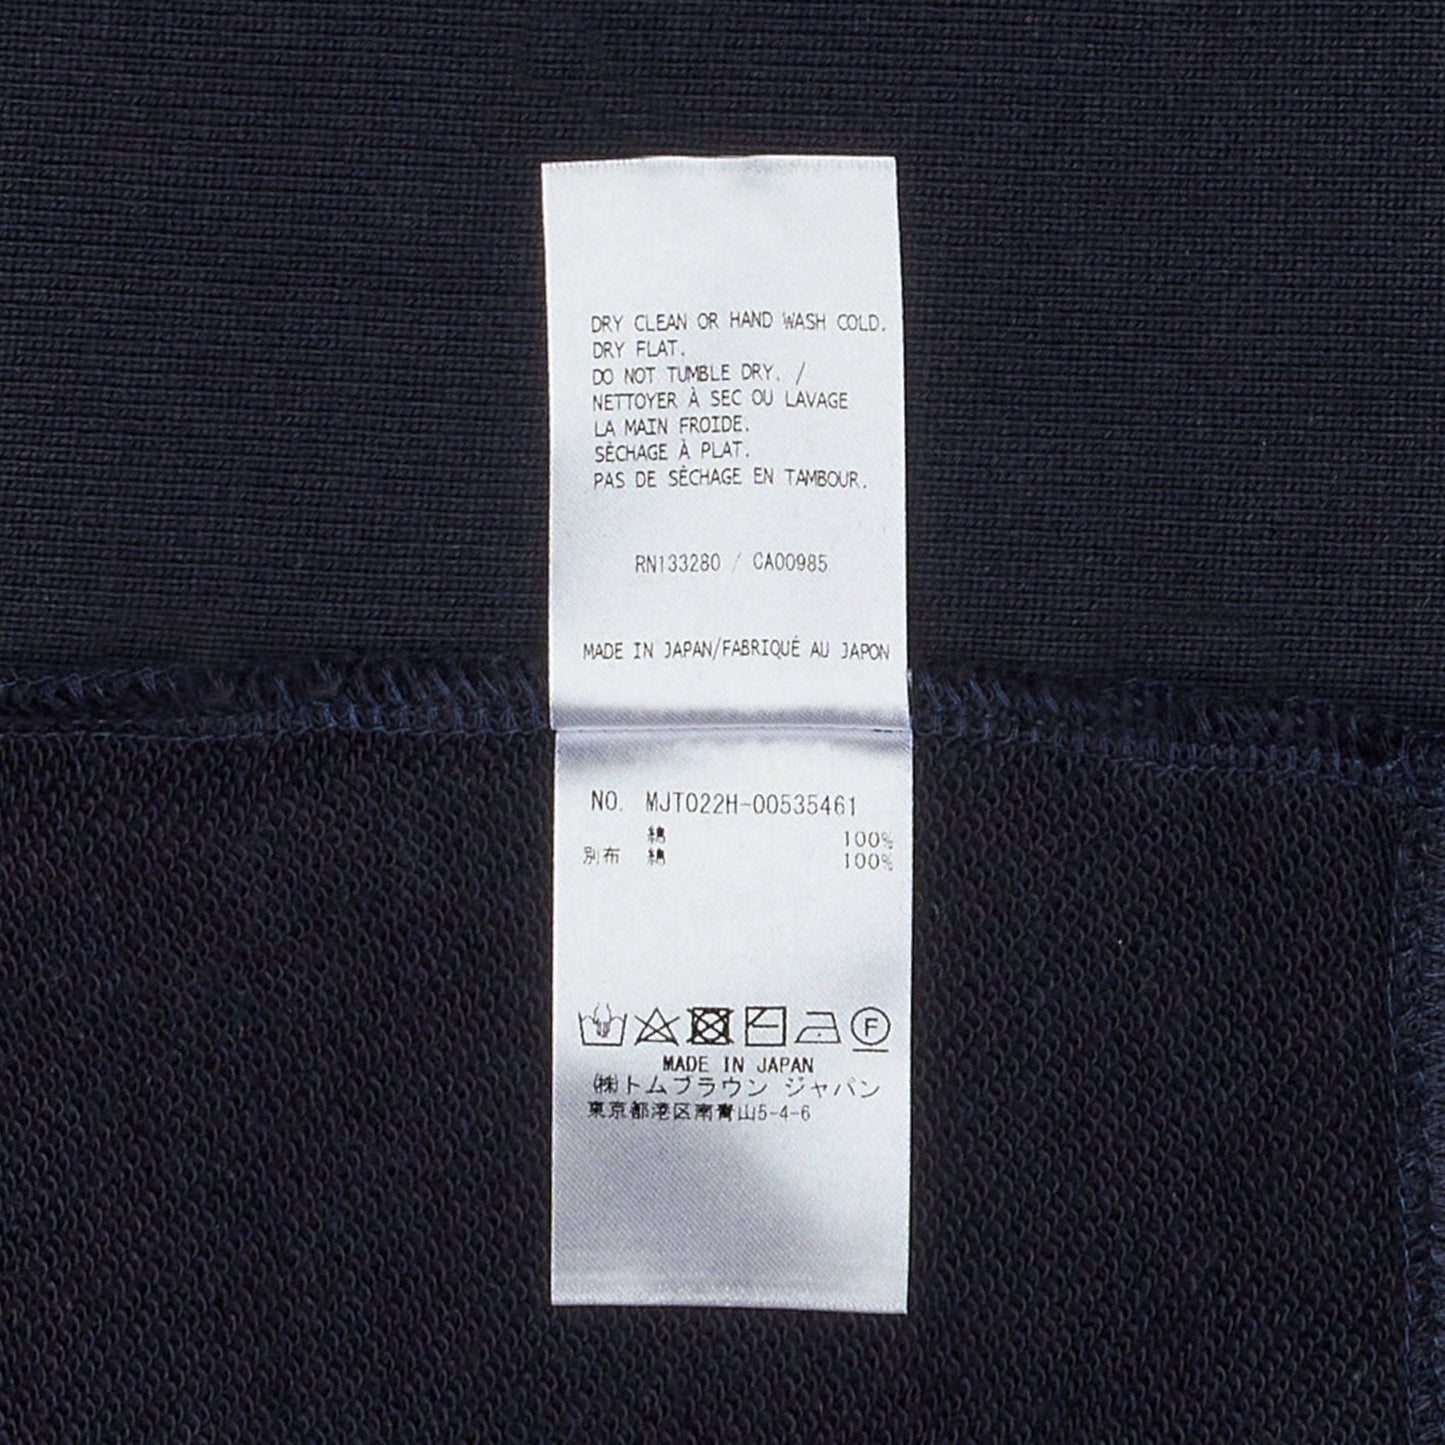 DRY CLEAN OR HAND WASH COLD.
DRY FLAT.
DO NOT TUMBLE DRY. /
NETTOYER À SEC OU LAVAGE
LA MAIN FROIDE.
SÈCHAGE À PLAT.
PAS DE SÈCHAGE EN TAMBOUR.
RN133280 / CA00985
MADE IN JAPAN/FABRIQUÉ AU JAPON
NO. MJT022H-00535461
綿 100%
別布 綿 100%
F
MADE IN JAPAN
㈱トムブラウン ジャパン
東京都港区南青山5-4-6